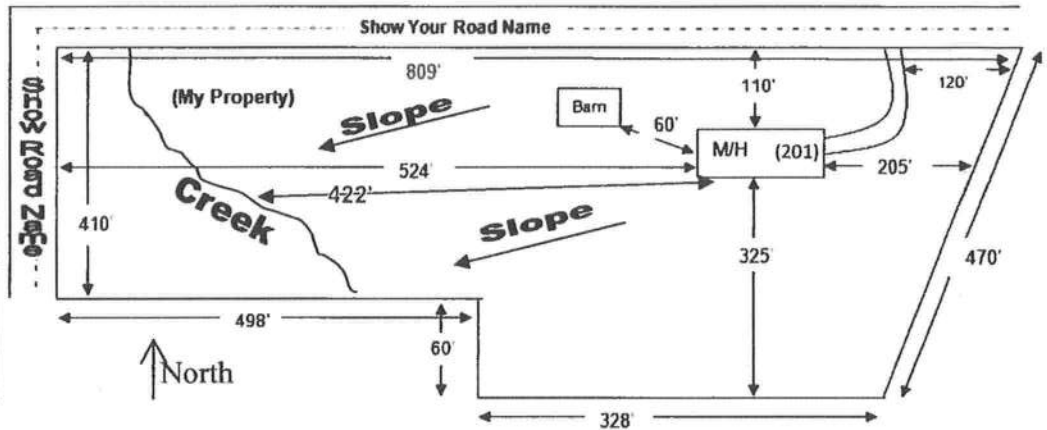 Show Your Road Name
Show Road Name
809'
(My Property)
Slope
Barn
110'
120'
60'
M/H (201)
524'
205'
422'
Creek
Slope
410'
325'
470'
498'
60'
North
328'